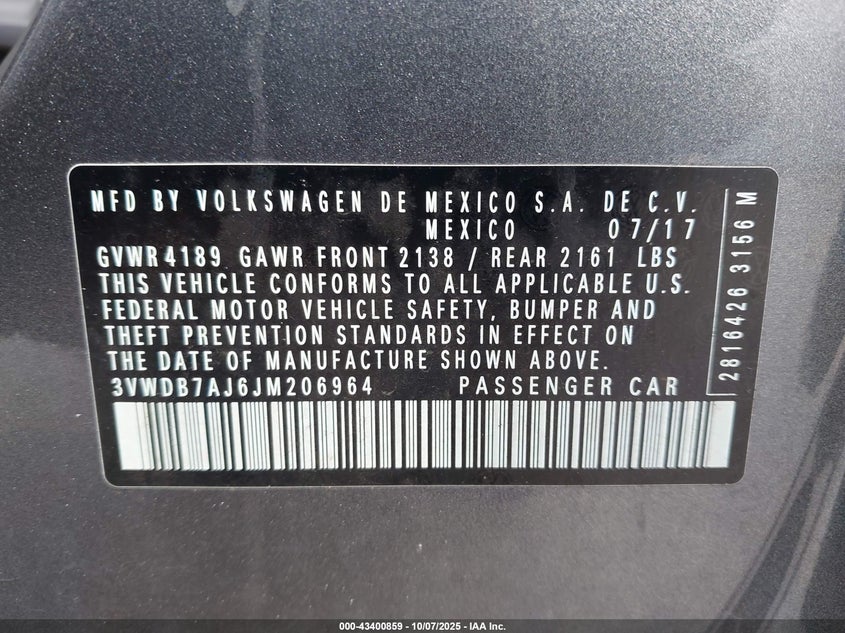 MFD BY VOLKSWAGEN DE MEXICO S.A. DE C.V.
MEXICO 07/17
GVWR 4189 GAWR FRONT 2138 / REAR 2161 LBS
THIS VEHICLE CONFORMS TO ALL APPLICABLE U.S.
FEDERAL MOTOR VEHICLE SAFETY, BUMPER AND
THEFT PREVENTION STANDARDS IN EFFECT ON
THE DATE OF MANUFACTURE SHOWN ABOVE.
3VWDB7AJ6JM206964 PASSENGER CAR
2816426 3156 M
000-43400859 | 10/07/2025 - IAA Inc.